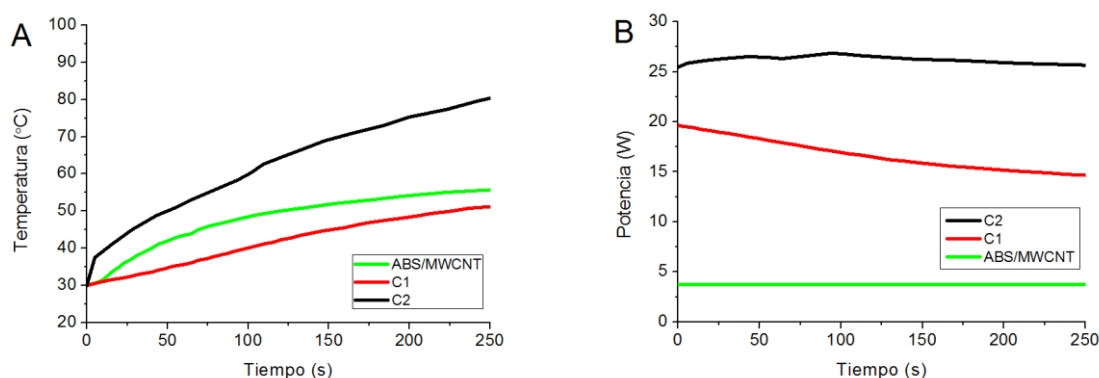 A
Temperatura (°C)
100
90
80
70
60
50
40
30
20
0 50 100 150 200 250
Tiempo (s)
ABS/MWCNT
C1
C2
B
Potencia (W)
30
25
20
15
10
5
0
0 50 100 150 200 250
Tiempo (s)
C2
C1
ABS/MWCNT